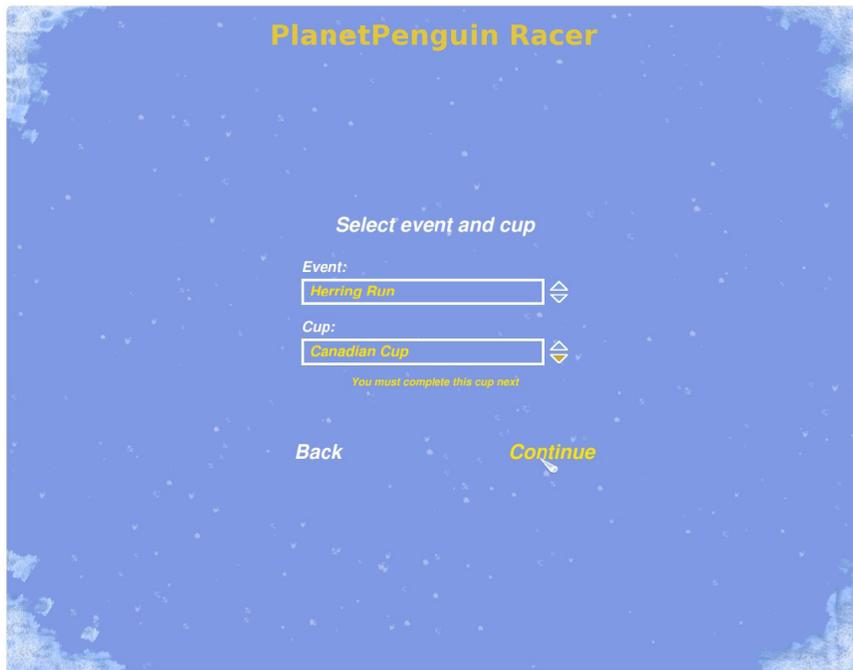 PlanetPenguin Racer
Select event and cup
Event:
Herring Run
Cup:
Canadian Cup
You must complete this cup next
Back
Continue